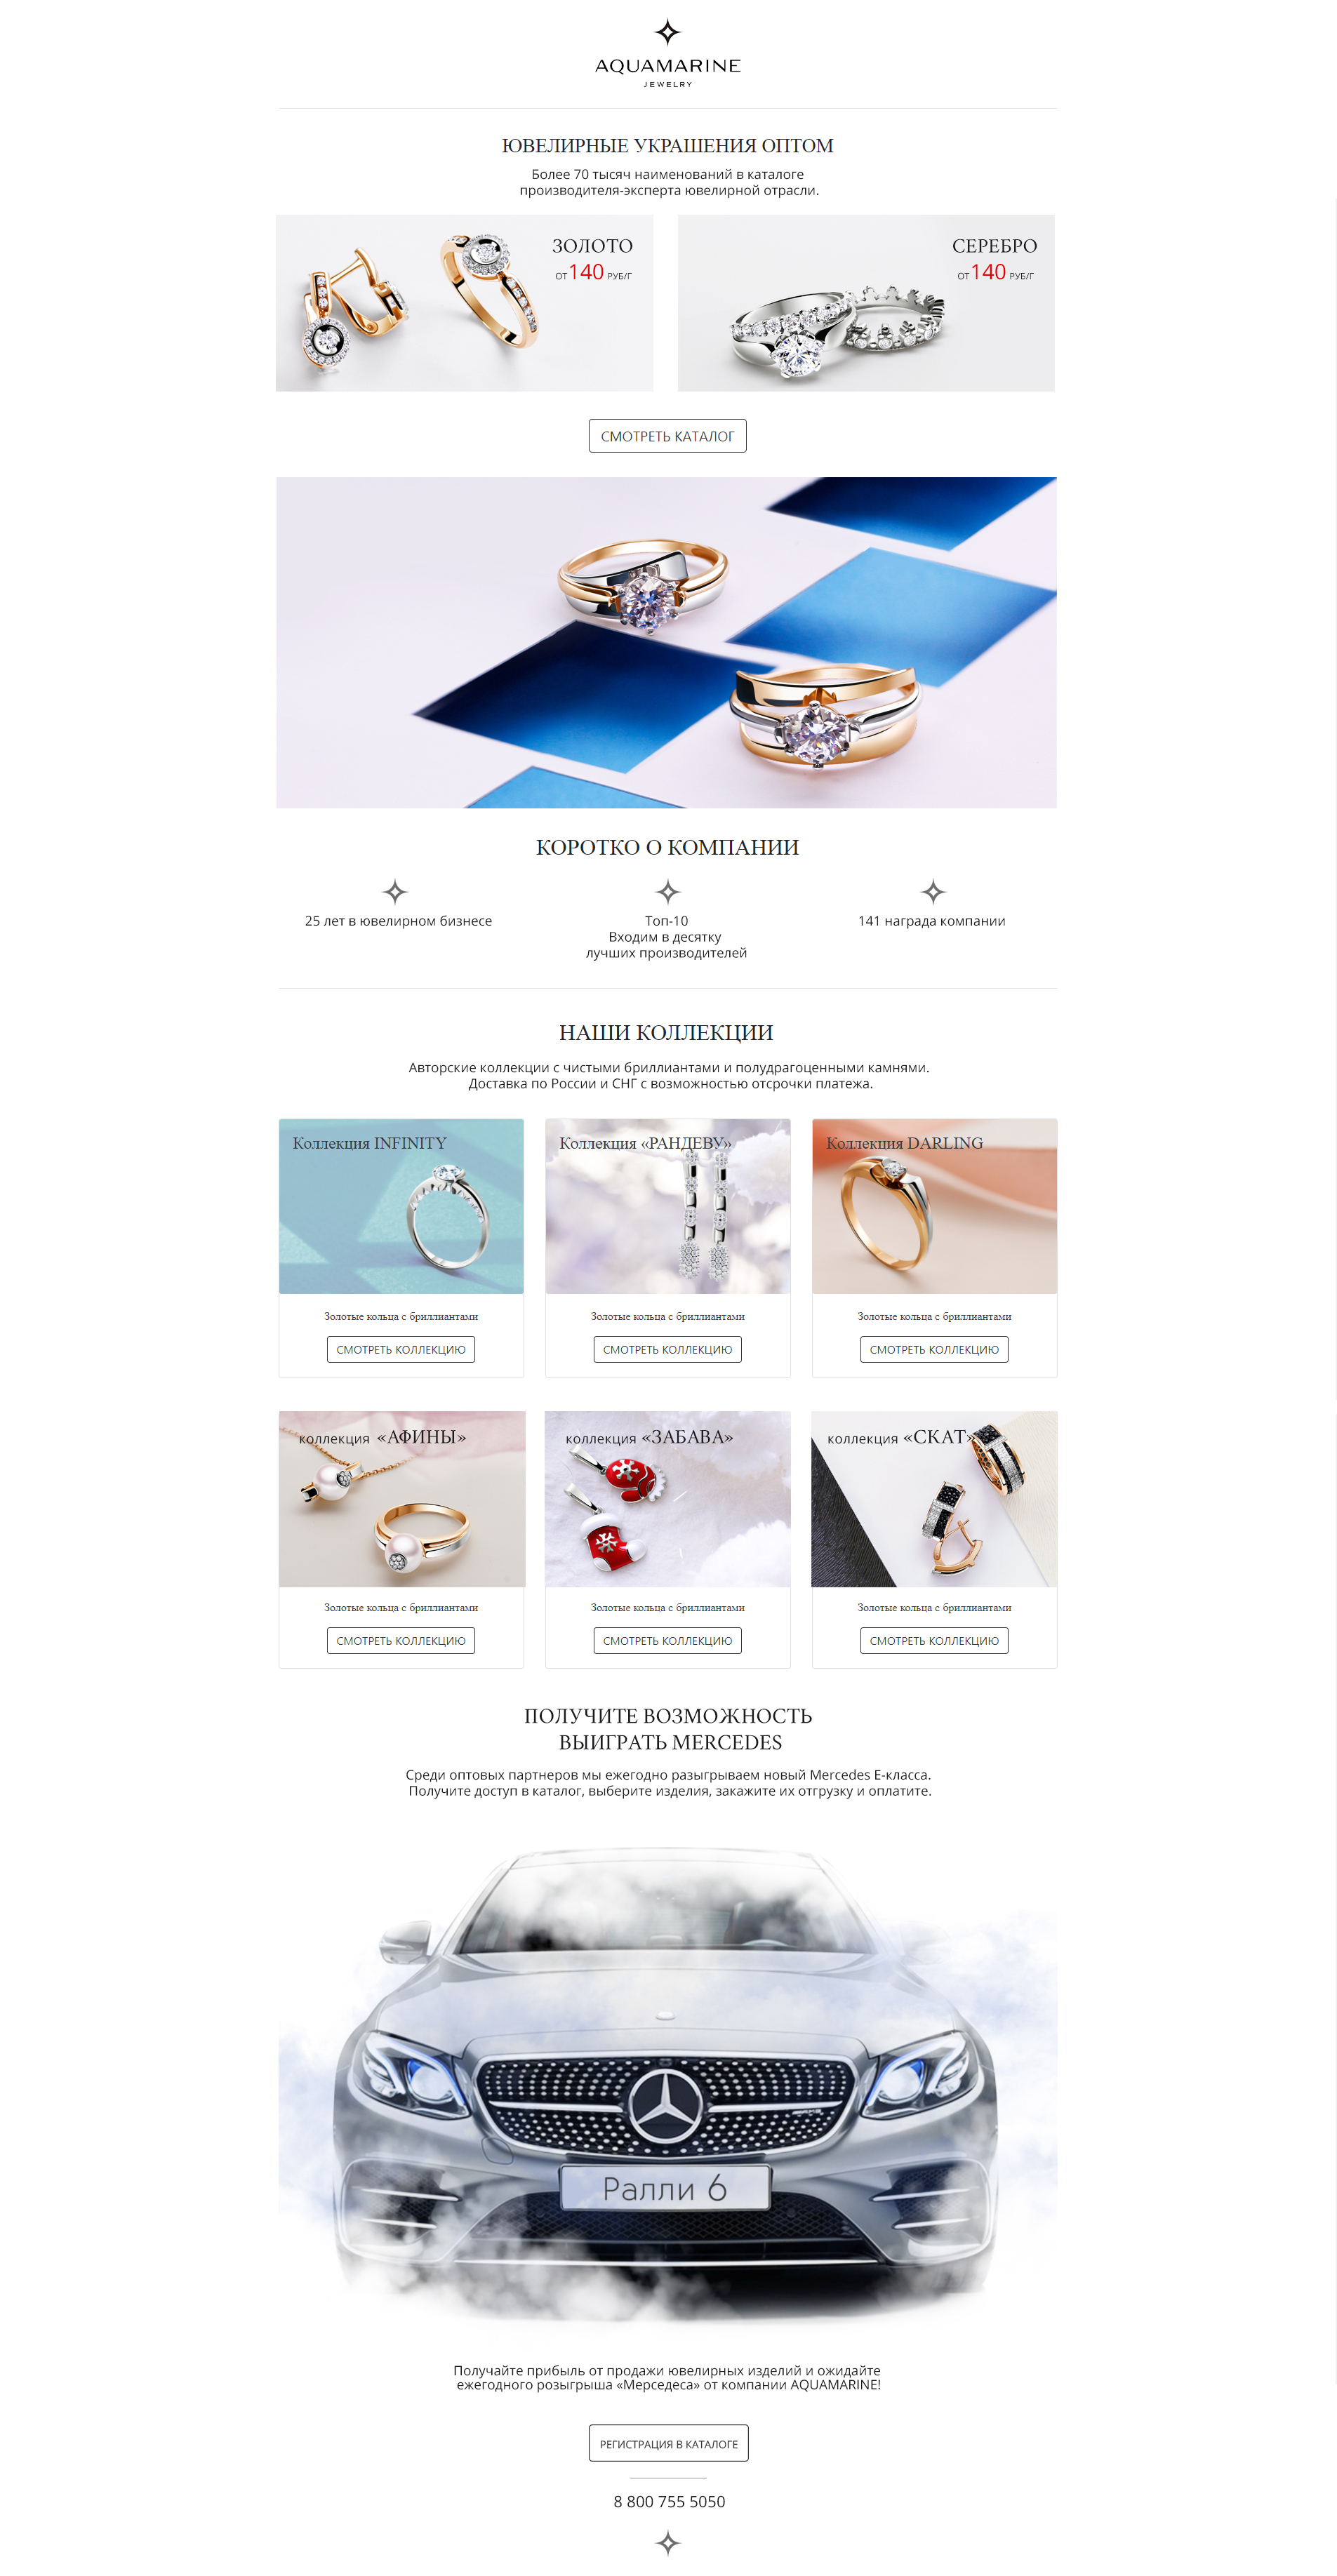 AQUAMARINE
JEWELRY
ЮВЕЛИРНЫЕ УКРАШЕНИЯ ОПТОМ
Более 70 тысяч наименований в каталоге
производителя-эксперта ювелирной отрасли.
ЗОЛОТО
ОТ 140 РУБ/Г
СЕРЕБРО
ОТ 140 РУБ/Г
СМОТРЕТЬ КАТАЛОГ
КОРОТКО О КОМПАНИИ
25 лет в ювелирном бизнесе
Топ-10
Входим в десятку
лучших производителей
141 награда компании
НАШИ КОЛЛЕКЦИИ
Авторские коллекции с чистыми бриллиантами и полудрагоценными камнями.
Доставка по России и СНГ с возможностью отсрочки платежа.
Коллекция INFINITY
Золотые кольца с бриллиантами
СМОТРЕТЬ КОЛЛЕКЦИЮ
Коллекция «РАНДЕВУ»
Золотые кольца с бриллиантами
СМОТРЕТЬ КОЛЛЕКЦИЮ
Коллекция DARLING
Золотые кольца с бриллиантами
СМОТРЕТЬ КОЛЛЕКЦИЮ
коллекция «АФИНЫ»
Золотые кольца с бриллиантами
СМОТРЕТЬ КОЛЛЕКЦИЮ
коллекция «ЗАБАВА»
Золотые кольца с бриллиантами
СМОТРЕТЬ КОЛЛЕКЦИЮ
коллекция «СКАТ»
Золотые кольца с бриллиантами
СМОТРЕТЬ КОЛЛЕКЦИЮ
ПОЛУЧИТЕ ВОЗМОЖНОСТЬ
ВЫИГРАТЬ MERCEDES
Среди оптовых партнеров мы ежегодно разыгрываем новый Mercedes E-класса.
Получите доступ в каталог, выберите изделия, закажите их отгрузку и оплатите.
Ралли 6
Получайте прибыль от продажи ювелирных изделий и ожидайте
ежегодного розыгрыша «Мерседеса» от компании AQUAMARINE!
РЕГИСТРАЦИЯ В КАТАЛОГЕ
8 800 755 5050